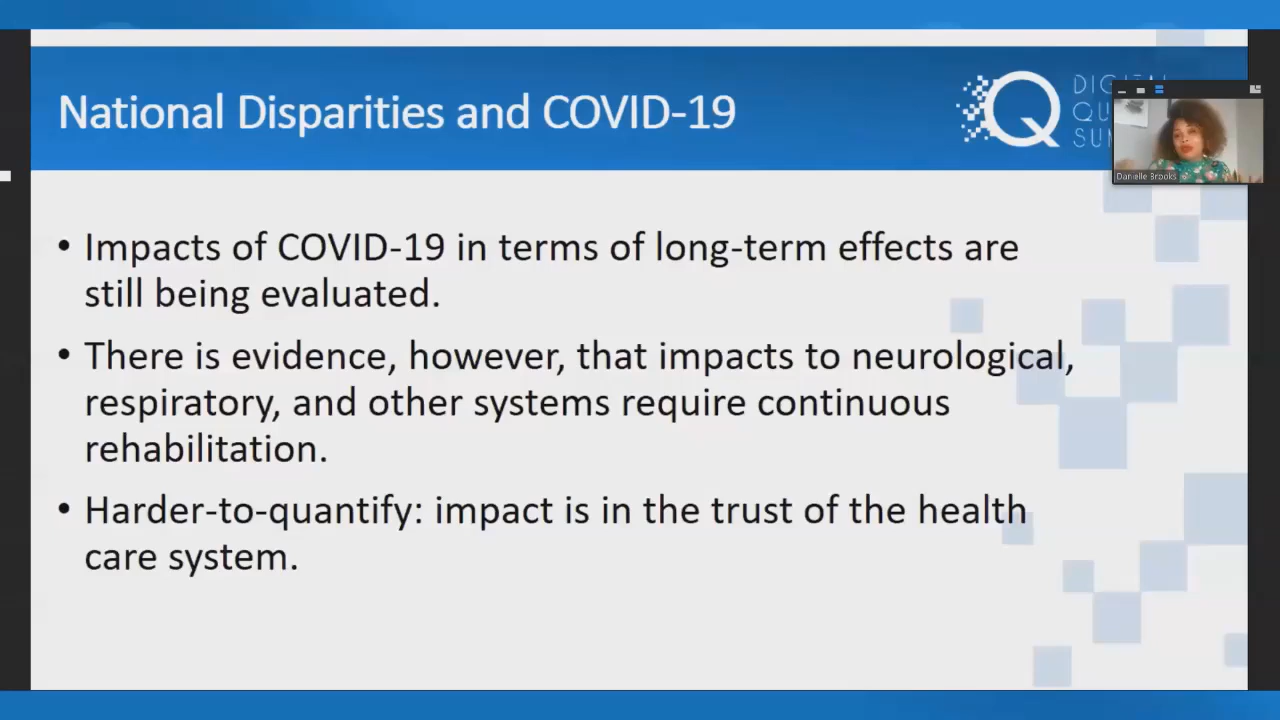 National Disparities and COVID-19
Danielle Brooks
• Impacts of COVID-19 in terms of long-term effects are
still being evaluated.
• There is evidence, however, that impacts to neurological,
respiratory, and other systems require continuous
rehabilitation.
• Harder-to-quantify: impact is in the trust of the health
care system.